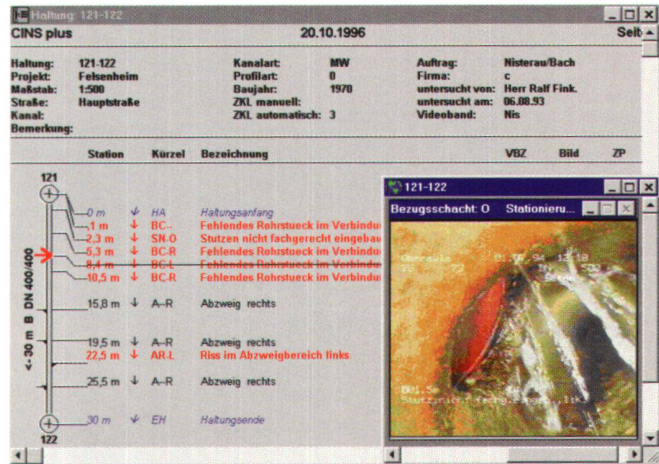 Haltung: 121-122
CINS plus 20.10.1996 Seit
Haltung: 121-122 Kanalart: MW Auftrag: Nisterau/Bach
Projekt: Felsenheim Profilart: 0 Firma: c
Maßstab: 1:500 Baujahr: 1970 untersucht von: Herr Ralf Fink.
Straße: Hauptstraße ZKL manuell: untersucht am: 06.08.93
Kanal: ZKL automatisch: 3 Videoband: Nis
Bemerkung:
Station Kürzel Bezeichnung VBZ Bild ZP
121
0 m HA Haltungsanfang
,1 m BC-- Fehlendes Rohrstueck im Verbindu
2,3 m SN-O Stutzen nicht fachgerecht eingebau
5,3 m BC-R Fehlendes Rohrstueck im Verbindu
8,4 m BC-L Fehlendes Rohrstueck im Verbindu
10,5 m BC-R Fehlendes Rohrstueck im Verbindu
15,8 m A--R Abzweig rechts
19,5 m A--R Abzweig rechts
22,5 m AR-L Riss im Abzweigbereich links
25,5 m A--R Abzweig rechts
30 m EH Haltungsende
122
<-30 m B DN 400/400
121-122
Bezugsschacht: O Stationieru...